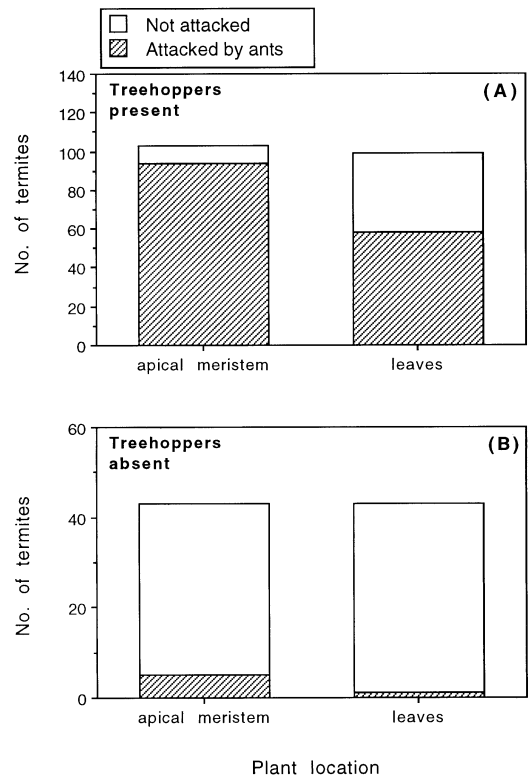 Not attacked
Attacked by ants
Treehoppers
present
(A)
No. of termites
140
120
100
80
60
40
20
0
apical meristem
leaves
Treehoppers
absent
(B)
No. of termites
60
40
20
0
apical meristem
leaves
Plant location